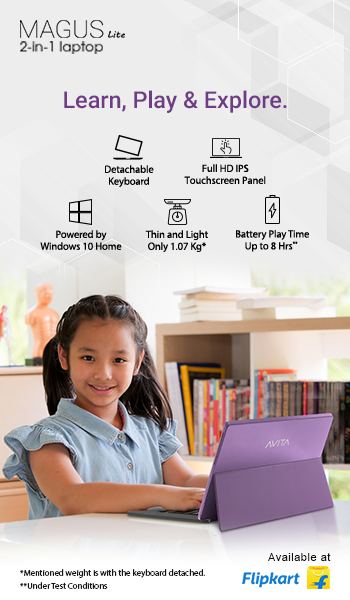 MAGUS Lite
2-in-1 laptop
Learn, Play & Explore.
Detachable
Keyboard
Full HD IPS
Touchscreen Panel
Powered by
Windows 10 Home
Thin and Light
Only 1.07 Kg*
Battery Play Time
Up to 8 Hrs**
AVITA
Available at
Flipkart
*Mentioned weight is with the keyboard detached.
**Under Test Conditions